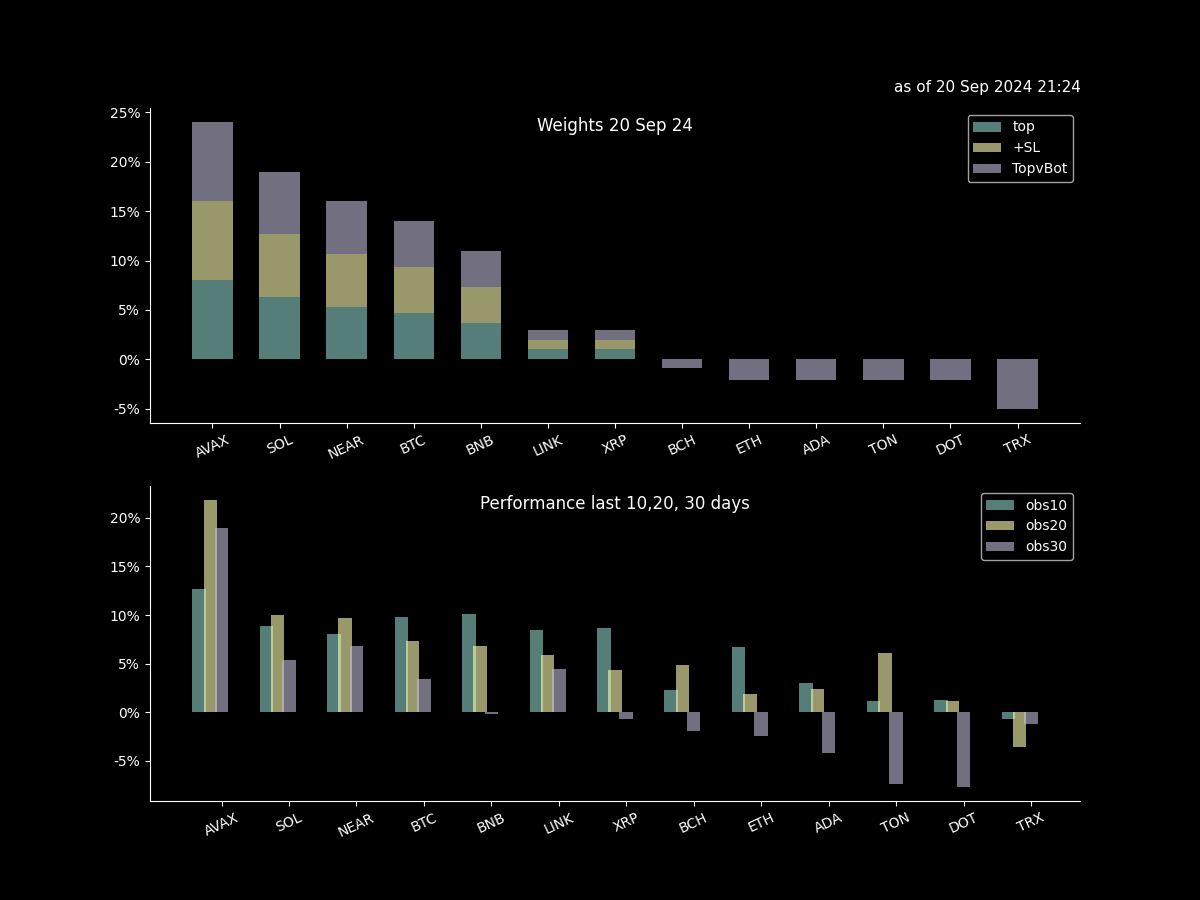 as of 20 Sep 2024 21:24
Weights 20 Sep 24
top
+SL
TopvBot
25%
20%
15%
10%
5%
0%
-5%
AVAX SOL NEAR BTC BNB LINK XRP BCH ETH ADA TON DOT TRX
Performance last 10,20, 30 days
obs10
obs20
obs30
20%
15%
10%
5%
0%
-5%
AVAX SOL NEAR BTC BNB LINK XRP BCH ETH ADA TON DOT TRX